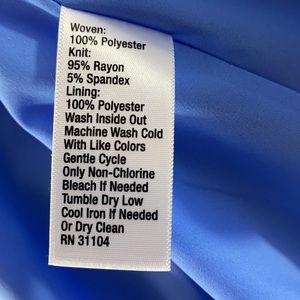 Woven:
100% Polyester
Knit:
95% Rayon
5% Spandex
Lining:
100% Polyester
Wash Inside Out
Machine Wash Cold
With Like Colors
Gentle Cycle
Only Non-Chlorine
Bleach If Needed
Tumble Dry Low
Cool Iron If Needed
Or Dry Clean
RN 31104